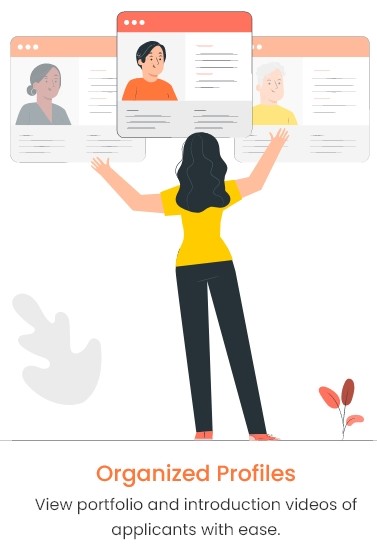 Organized Profiles
View portfolio and introduction videos of
applicants with ease.